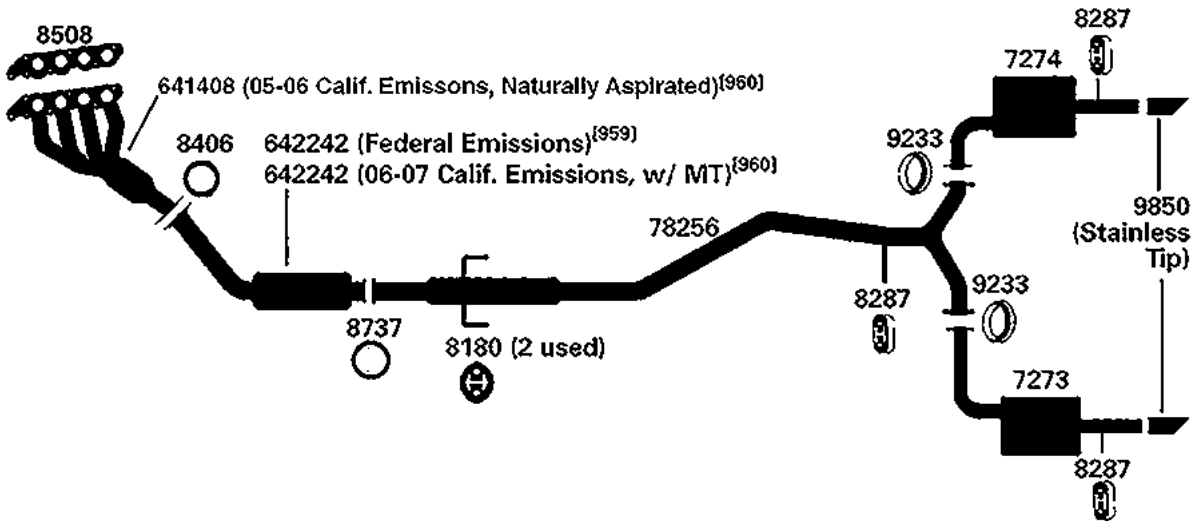 8508
8287
7274
641408 (05-06 Calif. Emissons, Naturally Aspirated)[960]
8406
642242 (Federal Emissions)[959]
9233
642242 (06-07 Calif. Emissions, w/ MT)[960]
78256
9850
(Stainless
Tip)
8287
9233
8737
8180 (2 used)
7273
8287